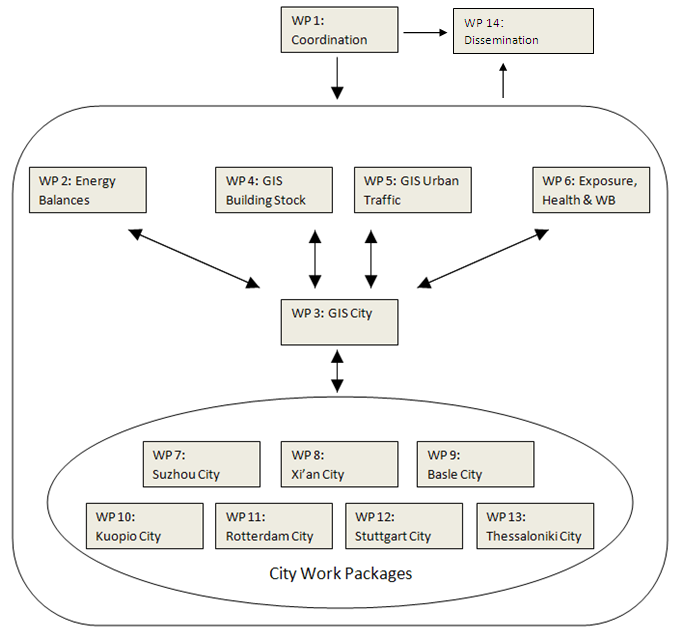 WP 1:
Coordination
WP 14:
Dissemination
WP 2: Energy
Balances
WP 4: GIS
Building Stock
WP 5: GIS Urban
Traffic
WP 6: Exposure,
Health & WB
WP 3: GIS City
WP 7:
Suzhou City
WP 8:
Xi’an City
WP 9:
Basle City
WP 10:
Kuopio City
WP 11:
Rotterdam City
WP 12:
Stuttgart City
WP 13:
Thessaloniki City
City Work Packages